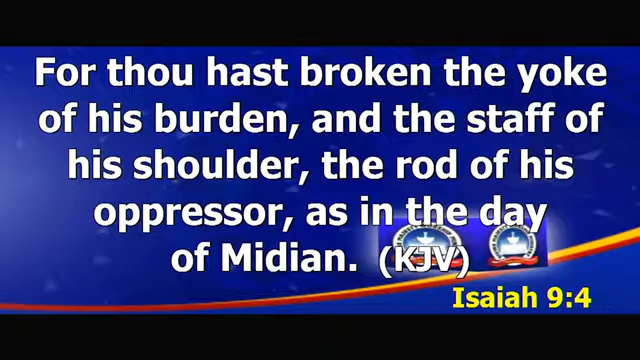 For thou hast broken the yoke
of his burden, and the staff of
his shoulder, the rod of his
oppressor, as in the day
of Midian. (KJV)
Isaiah 9:4